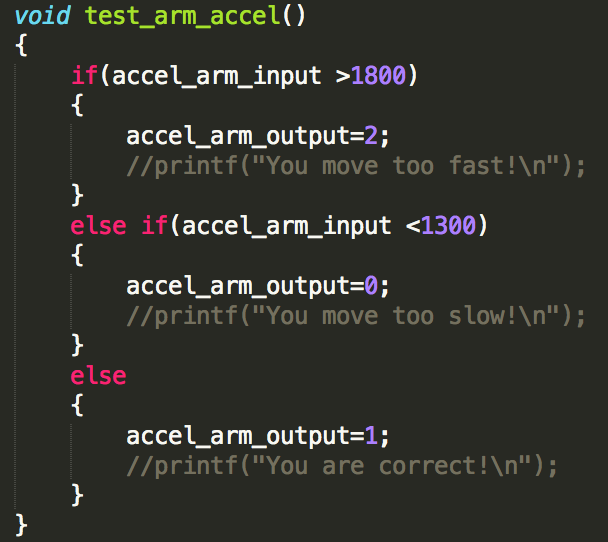 void test_arm_accel()
{
    if(accel_arm_input >1800)
    {
        accel_arm_output=2;
        //printf("You move too fast!\n");
    }
    else if(accel_arm_input <1300)
    {
        accel_arm_output=0;
        //printf("You move too slow!\n");
    }
    else
    {
        accel_arm_output=1;
        //printf("You are correct!\n");
    }
}